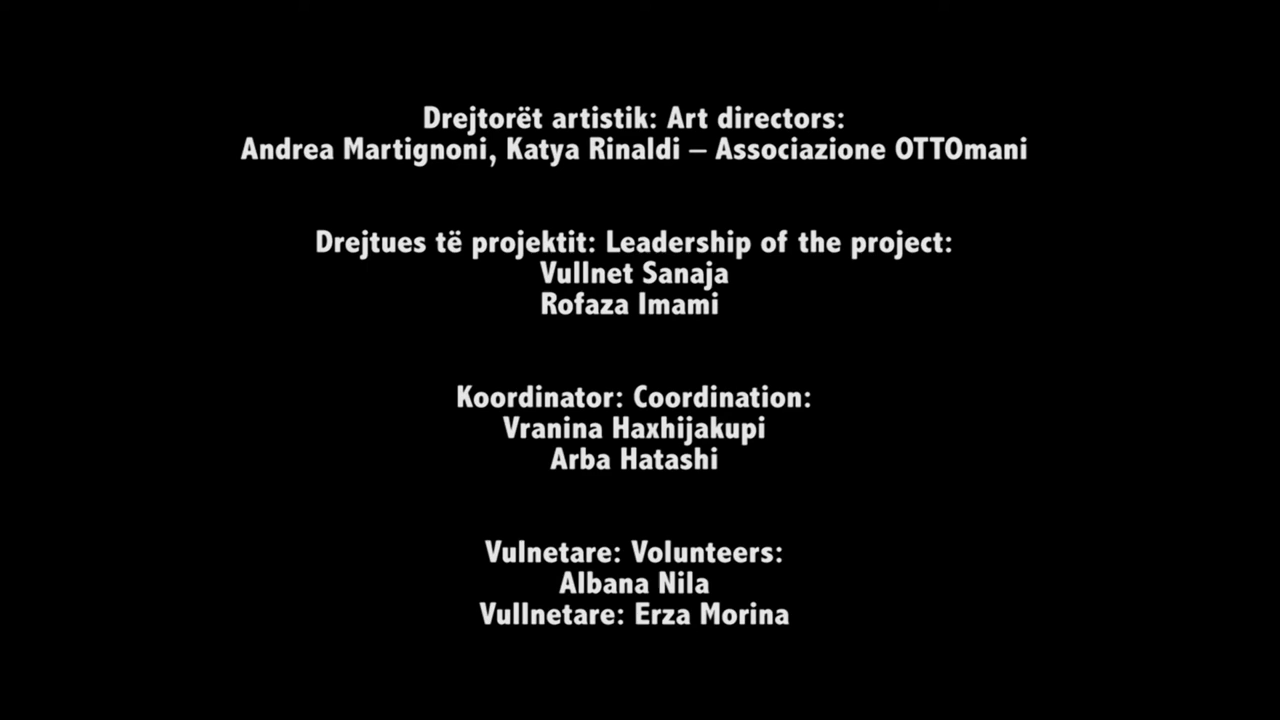 Drejtorët artistik: Art directors:
Andrea Martignoni, Katya Rinaldi – Associazione OTTOmani
Drejtues të projektit: Leadership of the project:
Vullnet Sanaja
Rofaza Imami
Koordinator: Coordination:
Vranina Haxhijakupi
Arba Hatashi
Vulnetare: Volunteers:
Albana Nila
Vullnetare: Erza Morina